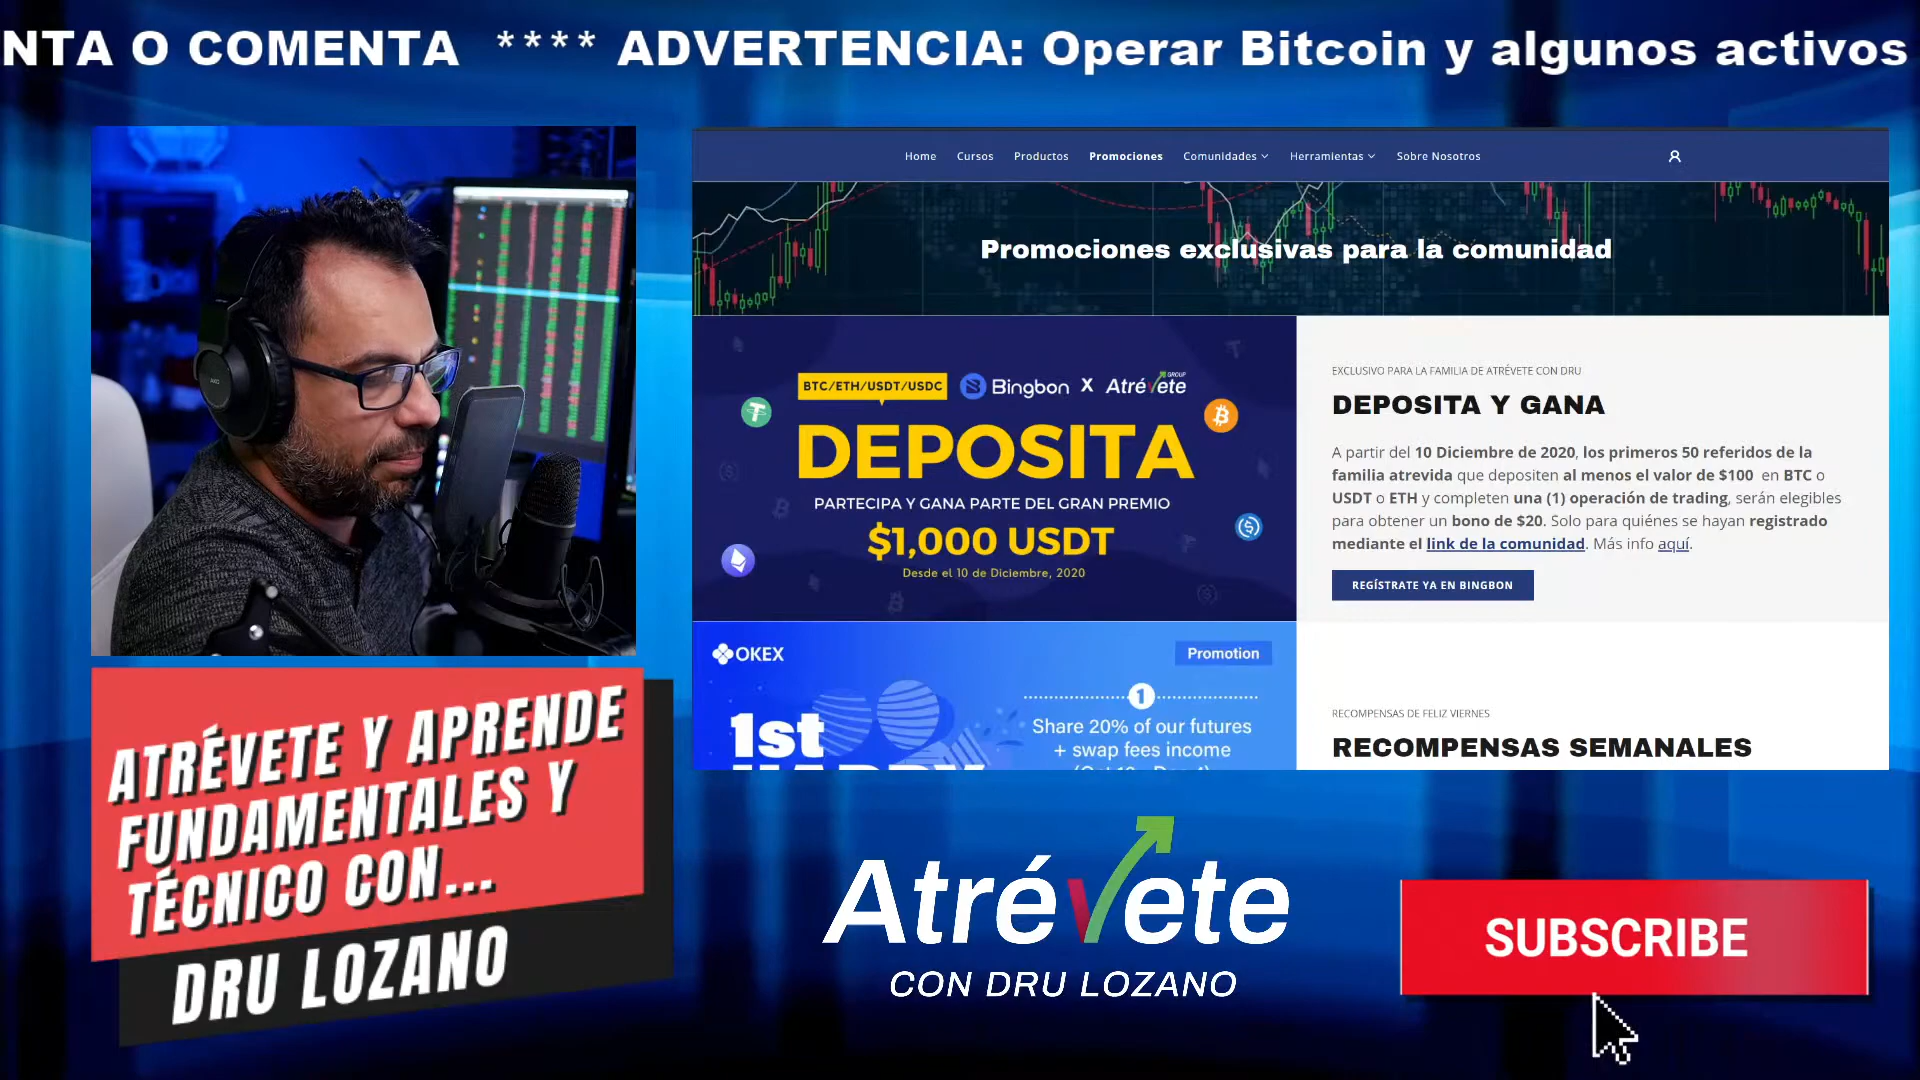 NTA O COMENTA **** ADVERTENCIA: Operar Bitcoin y algunos activos
Home Cursos Productos Promociones Comunidades Herramientas Sobre Nosotros
Promociones exclusivas para la comunidad
BTC/ETH/USDT/USDC Bingbon X Atrévete GROUP
DEPOSITA
PARTECIPA Y GANA PARTE DEL GRAN PREMIO
$1,000 USDT
Desde el 10 de Diciembre, 2020
EXCLUSIVO PARA LA FAMILIA DE ATRÉVETE CON DRU
DEPOSITA Y GANA
A partir del 10 Diciembre de 2020, los primeros 50 referidos de la
familia atrevida que depositen al menos el valor de $100 en BTC o
USDT o ETH y completen una (1) operación de trading, serán elegibles
para obtener un bono de $20. Solo para quiénes se hayan registrado
mediante el link de la comunidad. Más info aquí.
REGÍSTRATE YA EN BINGBON
OKEX
Promotion
1st
1
Share 20% of our futures
+ swap fees income
RECOMPENSAS DE FELIZ VIERNES
RECOMPENSAS SEMANALES
ATRÉVETE Y APRENDE
FUNDAMENTALES Y
TÉCNICO CON...
DRU LOZANO
Atrévete
CON DRU LOZANO
SUBSCRIBE